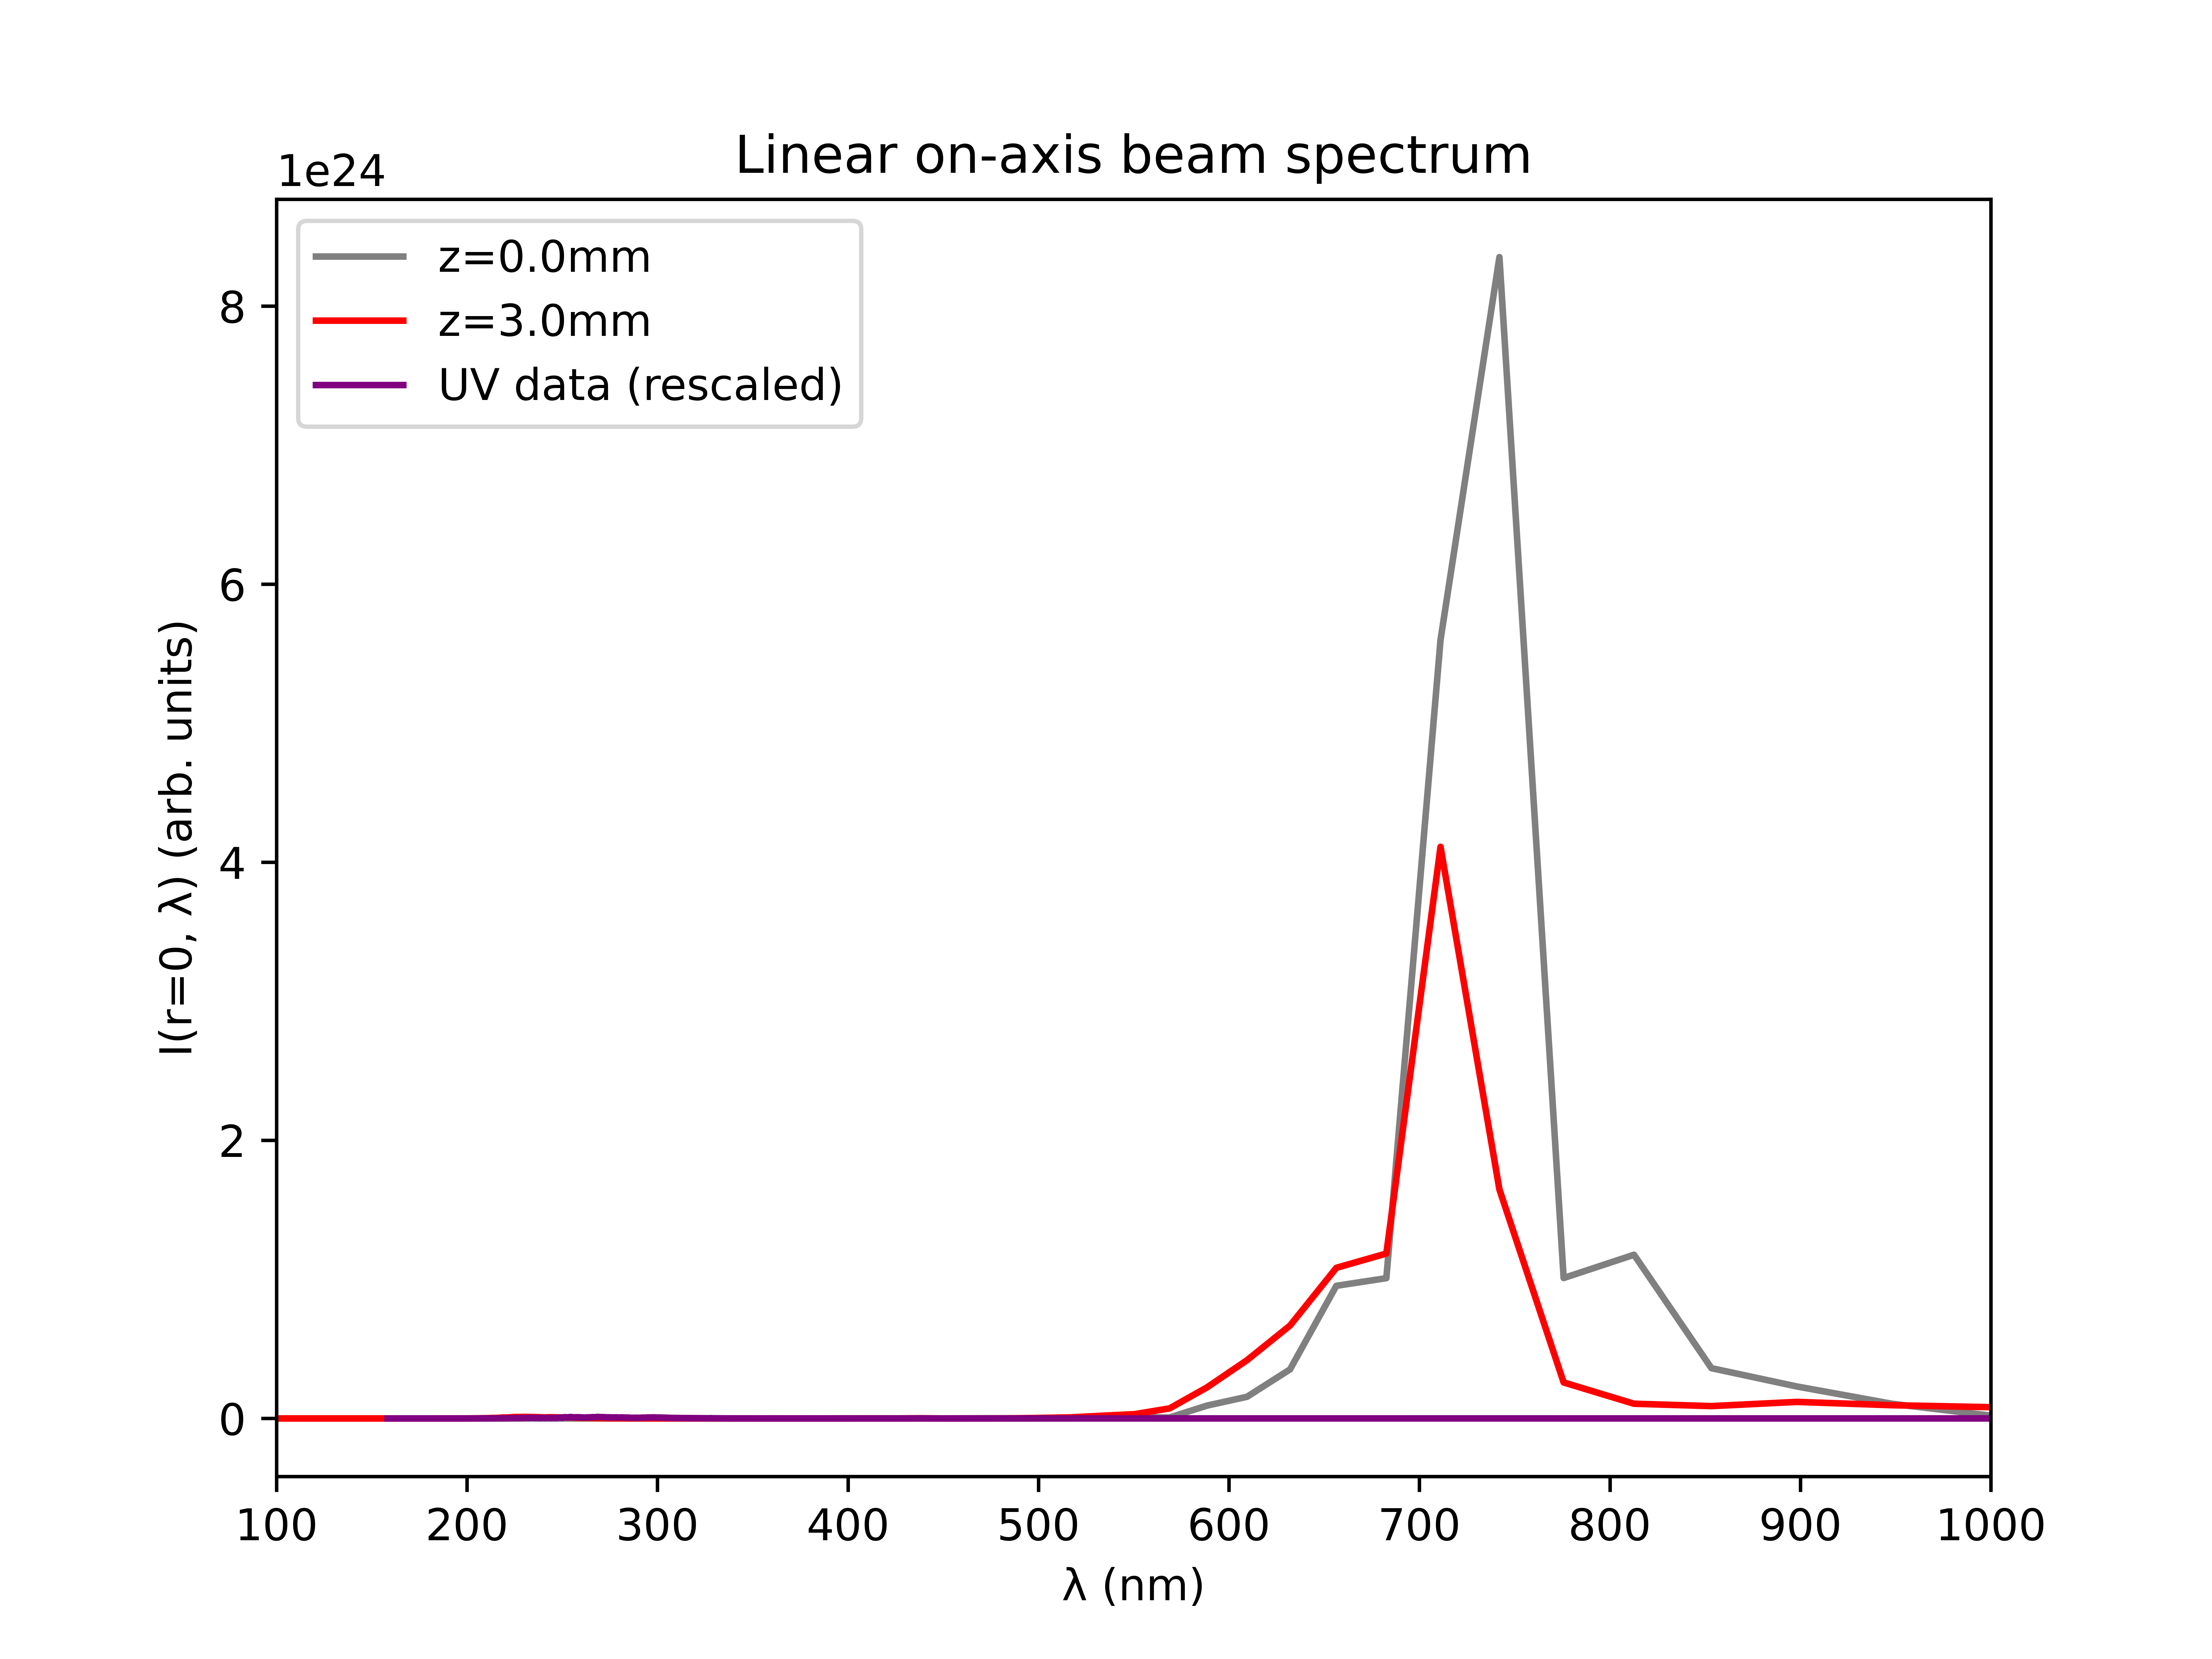 Linear on-axis beam spectrum
1e24
z=0.0mm
z=3.0mm
UV data (rescaled)
I(r=0, λ) (arb. units)
8
6
4
2
0
100 200 300 400 500 600 700 800 900 1000
λ (nm)